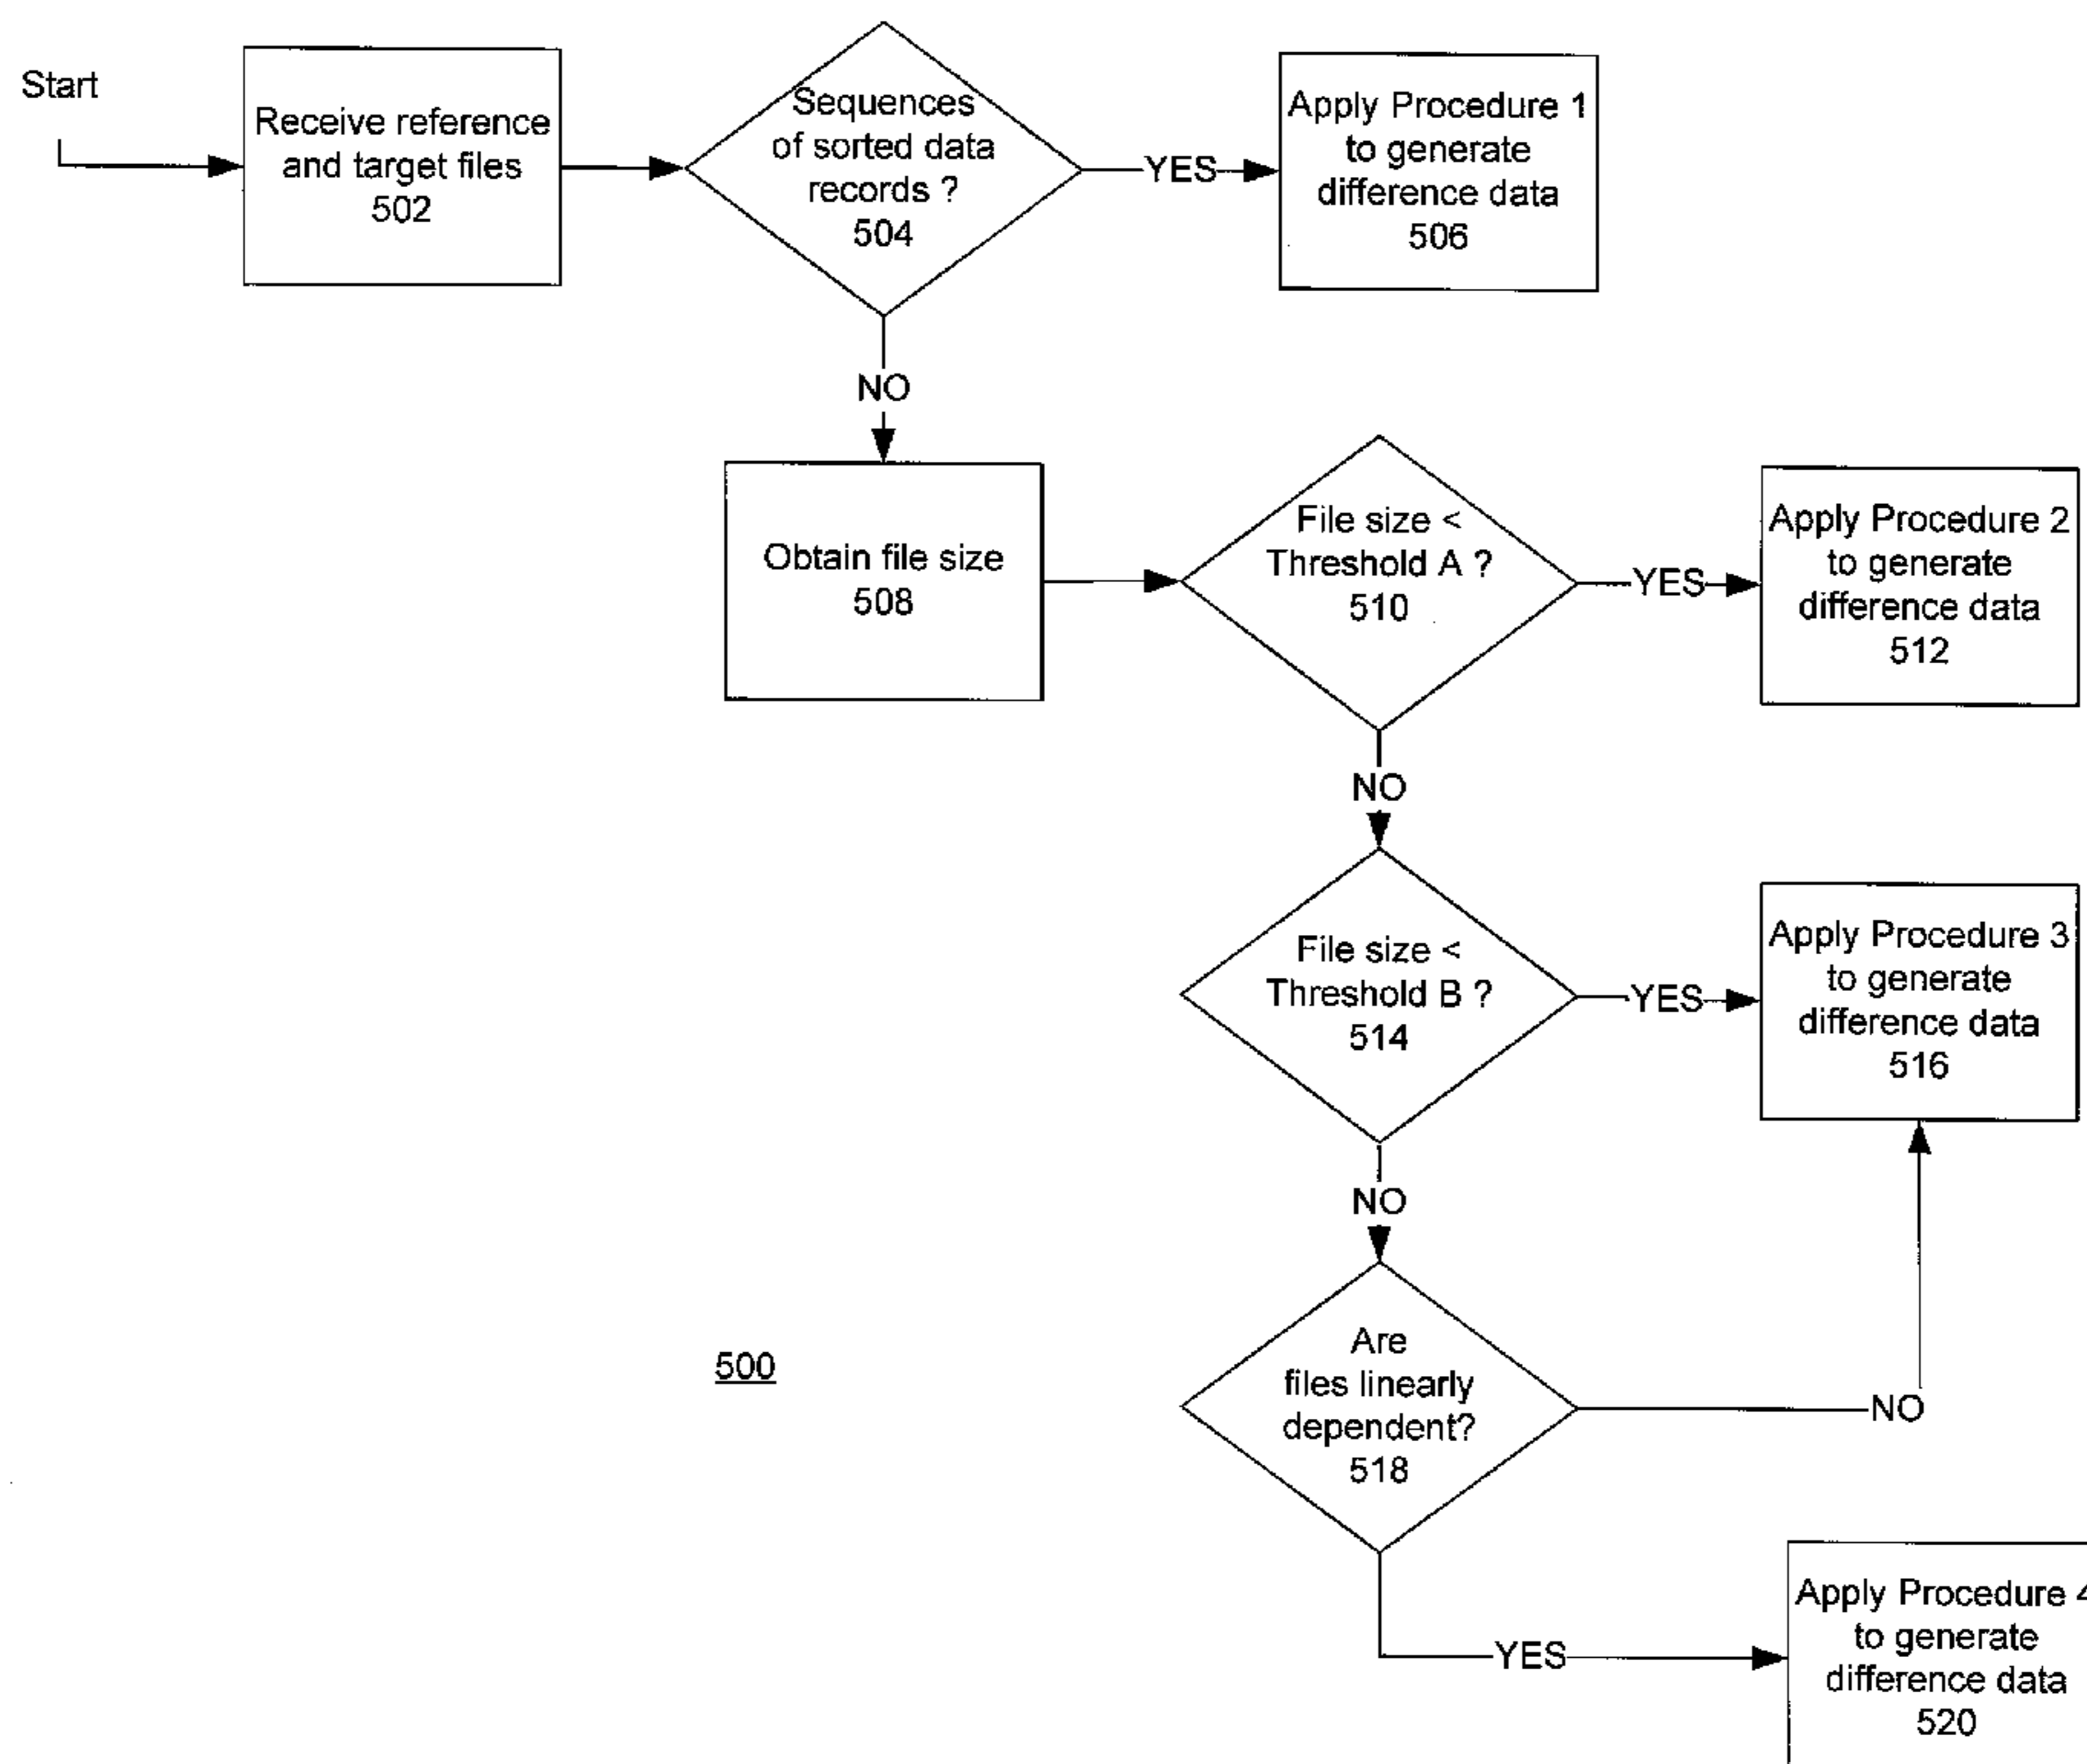 Start
Receive reference
and target files
502
Sequences
of sorted data
records ?
504
YES
Apply Procedure 1
to generate
difference data
506
NO
Obtain file size
508
File size <
Threshold A ?
510
YES
Apply Procedure 2
to generate
difference data
512
NO
File size <
Threshold B ?
514
YES
Apply Procedure 3
to generate
difference data
516
NO
500
Are
files linearly
dependent?
518
NO
YES
Apply Procedure 4
to generate
difference data
520